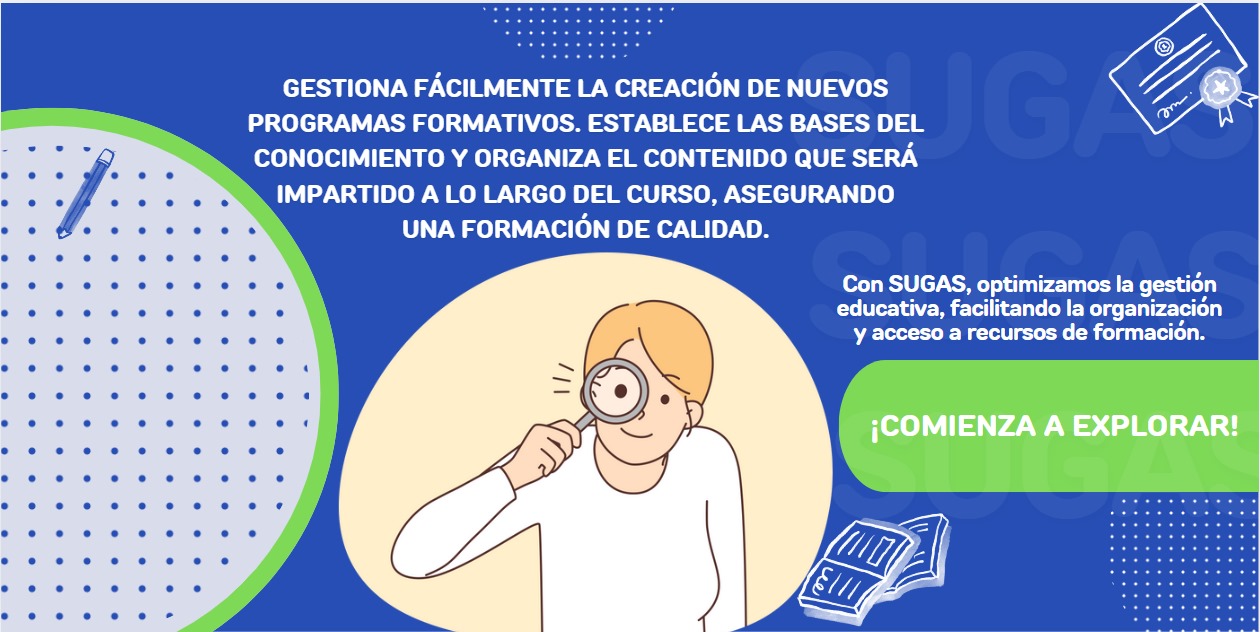 GESTIONA FÁCILMENTE LA CREACIÓN DE NUEVOS
PROGRAMAS FORMATIVOS. ESTABLECE LAS BASES DEL
CONOCIMIENTO Y ORGANIZA EL CONTENIDO QUE SERÁ
IMPARTIDO A LO LARGO DEL CURSO, ASEGURANDO
UNA FORMACIÓN DE CALIDAD.
SUGAS
SUGAS
Con SUGAS, optimizamos la gestión
educativa, facilitando la organización
y acceso a recursos de formación.
¡COMIENZA A EXPLORAR!
SUGAS